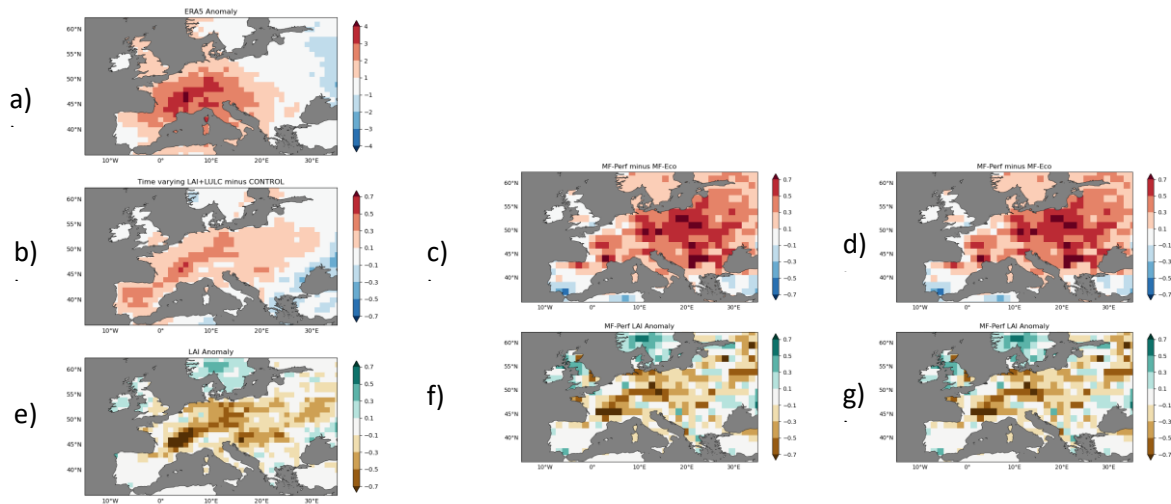 a)
ERA5 Anomaly
60°N
55°N
50°N
45°N
40°N
10°W 0° 10°E 20°E 30°E
4
3
2
1
-1
-2
-3
-4
b)
Time varying LAI+LULC minus CONTROL
60°N
55°N
50°N
45°N
40°N
10°W 0° 10°E 20°E 30°E
0.7
0.5
0.3
0.1
-0.1
-0.3
-0.5
-0.7
c)
MF-Perf minus MF-Eco
60°N
55°N
50°N
45°N
40°N
10°W 0° 10°E 20°E 30°E
0.7
0.5
0.3
0.1
-0.1
-0.3
-0.5
-0.7
d)
MF-Perf minus MF-Eco
60°N
55°N
50°N
45°N
40°N
10°W 0° 10°E 20°E 30°E
0.7
0.5
0.3
0.1
-0.1
-0.3
-0.5
-0.7
e)
LAI Anomaly
60°N
55°N
50°N
45°N
40°N
10°W 0° 10°E 20°E 30°E
0.7
0.5
0.3
0.1
-0.1
-0.3
-0.5
-0.7
f)
MF-Perf LAI Anomaly
60°N
55°N
50°N
45°N
40°N
10°W 0° 10°E 20°E 30°E
0.7
0.5
0.3
0.1
-0.1
-0.3
-0.5
-0.7
g)
MF-Perf LAI Anomaly
60°N
55°N
50°N
45°N
40°N
10°W 0° 10°E 20°E 30°E
0.7
0.5
0.3
0.1
-0.1
-0.3
-0.5
-0.7